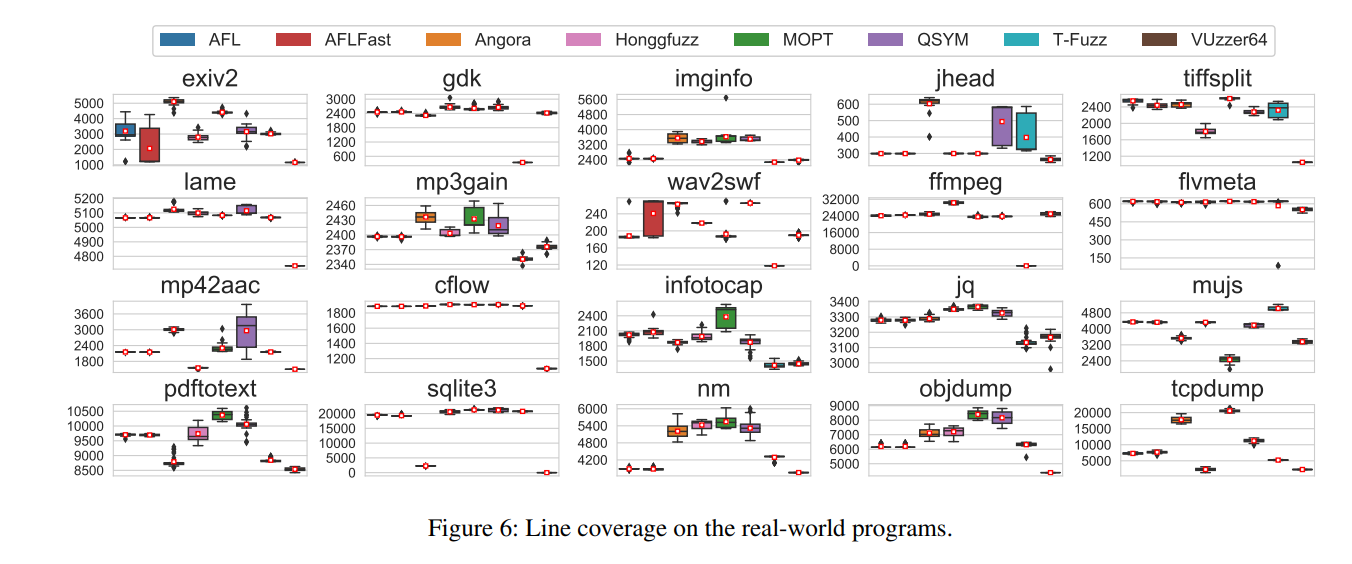 AFL AFLFast Angora Honggfuzz MOPT QSYM T-Fuzz VUzzer64
exiv2 gdk imginfo jhead tiffsplit
5000 4000 3000 2000 1000
3000 2400 1800 1200 600
5600 4800 4000 3200 2400
600 500 400 300
2400 2000 1600 1200
lame mp3gain wav2swf ffmpeg flvmeta
5200 5100 5000 4900 4800
2460 2430 2400 2370 2340
240 200 160 120
32000 24000 16000 8000 0
600 450 300 150
mp42aac cflow infotocap jq mujs
3600 3000 2400 1800
1800 1600 1400 1200
2400 2100 1800 1500
3400 3300 3200 3100 3000
4800 4000 3200 2400
pdftotext sqlite3 nm objdump tcpdump
10500 10000 9500 9000 8500
20000 15000 10000 5000 0
6000 5400 4800 4200
9000 8000 7000 6000 5000
20000 15000 10000 5000
Figure 6: Line coverage on the real-world programs.